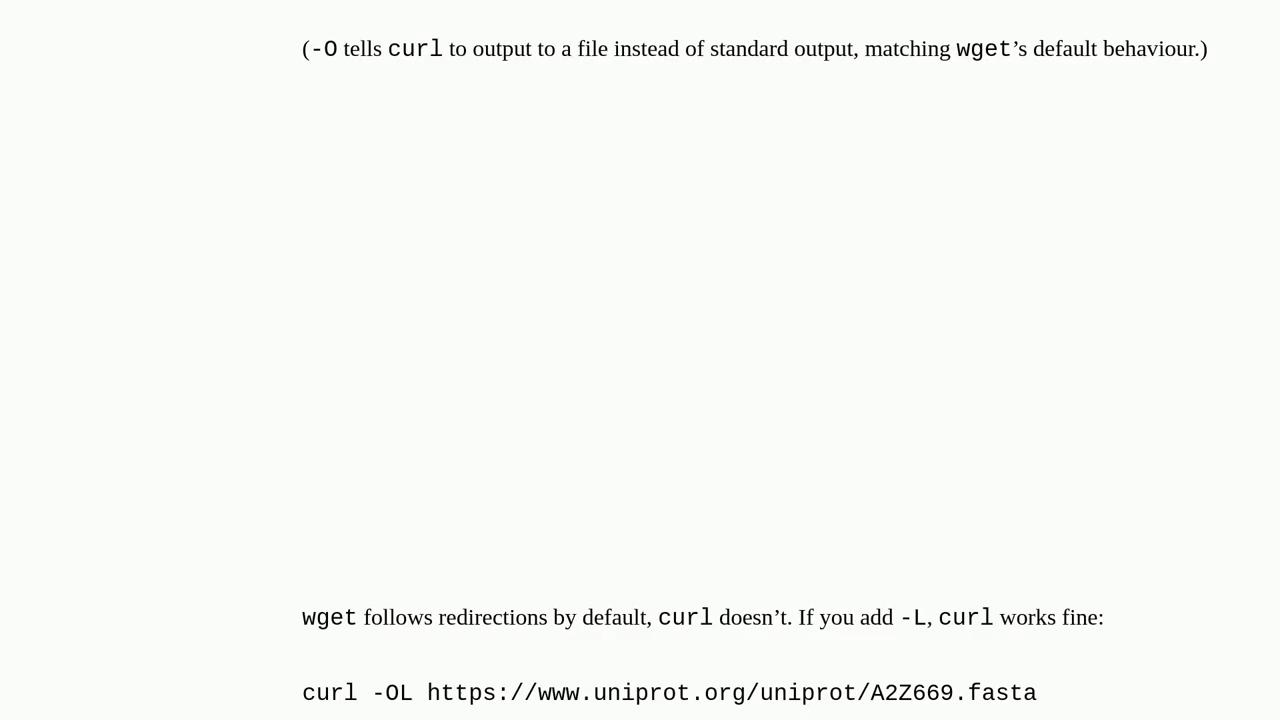 (-O tells curl to output to a file instead of standard output, matching wget’s default behaviour.)
wget follows redirections by default, curl doesn’t. If you add -L, curl works fine:
curl -OL https://www.uniprot.org/uniprot/A2Z669.fasta